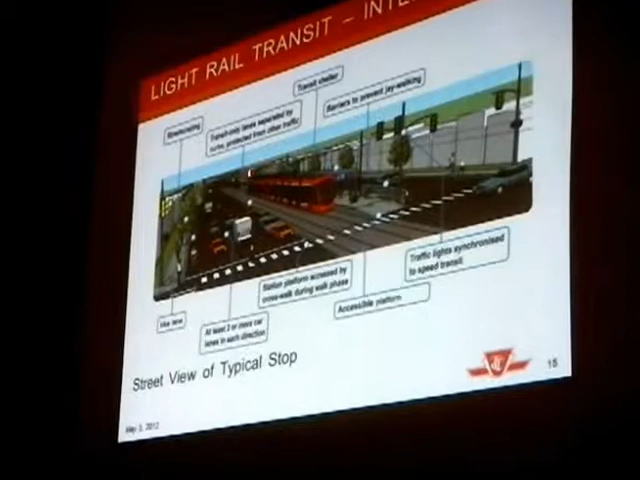 LIGHT RAIL TRANSIT – INTE
Transit shelter
Barriers to prevent jay-walking
Streetscaping
Transit-only lanes separated by
curbs, protected from other traffic
Traffic lights synchronised
to speed transit
Station platform accessed by
cross-walk during walk phase
Accessible platform
bike lane
At least 2 or more car
lanes in each direction
Street View of Typical Stop
15
May 3, 2012